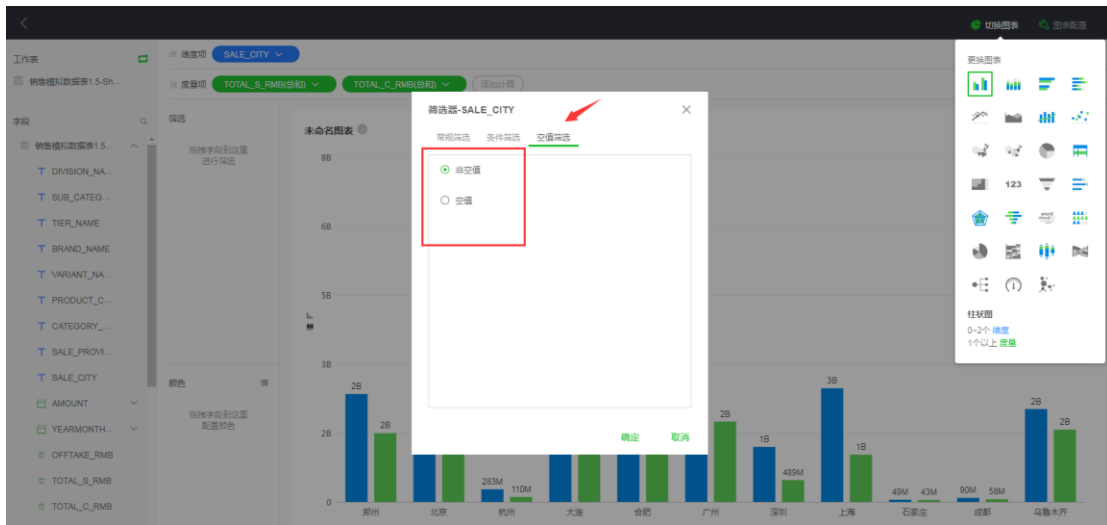 切换图表
图表配置
工作表
销售模拟数据表1.5-Sh...
维度项
SALE_CITY
度量项
TOTAL_S_RMB(总和)
TOTAL_C_RMB(总和)
添加计算
字段
销售模拟数据表1.5...
T DIVISION_NA...
T SUB_CATEG...
T TIER_NAME
T BRAND_NAME
T VARIANT_NA...
T PRODUCT_C...
T CATEGORY_...
T SALE_PROVI...
T SALE_CITY
AMOUNT
YEARMONTH...
OFFTAKE_RMB
TOTAL_S_RMB
TOTAL_C_RMB
筛选
拖拽字段到这里
进行筛选
颜色
拖拽字段到这里
配置颜色
未命名图表
8B
6B
5B
3B
2B
0
2B
2B
283M
110M
2B
1B
489M
3B
1B
49M
43M
90M
58M
2B
2B
郑州
北京
杭州
大连
合肥
广州
深圳
上海
石家庄
成都
乌鲁木齐
筛选器-SALE_CITY
常规筛选
条件筛选
空值筛选
非空值
空值
确定
取消
更换图表
123
word
cloud
柱状图
0~2个 维度
1个以上 度量